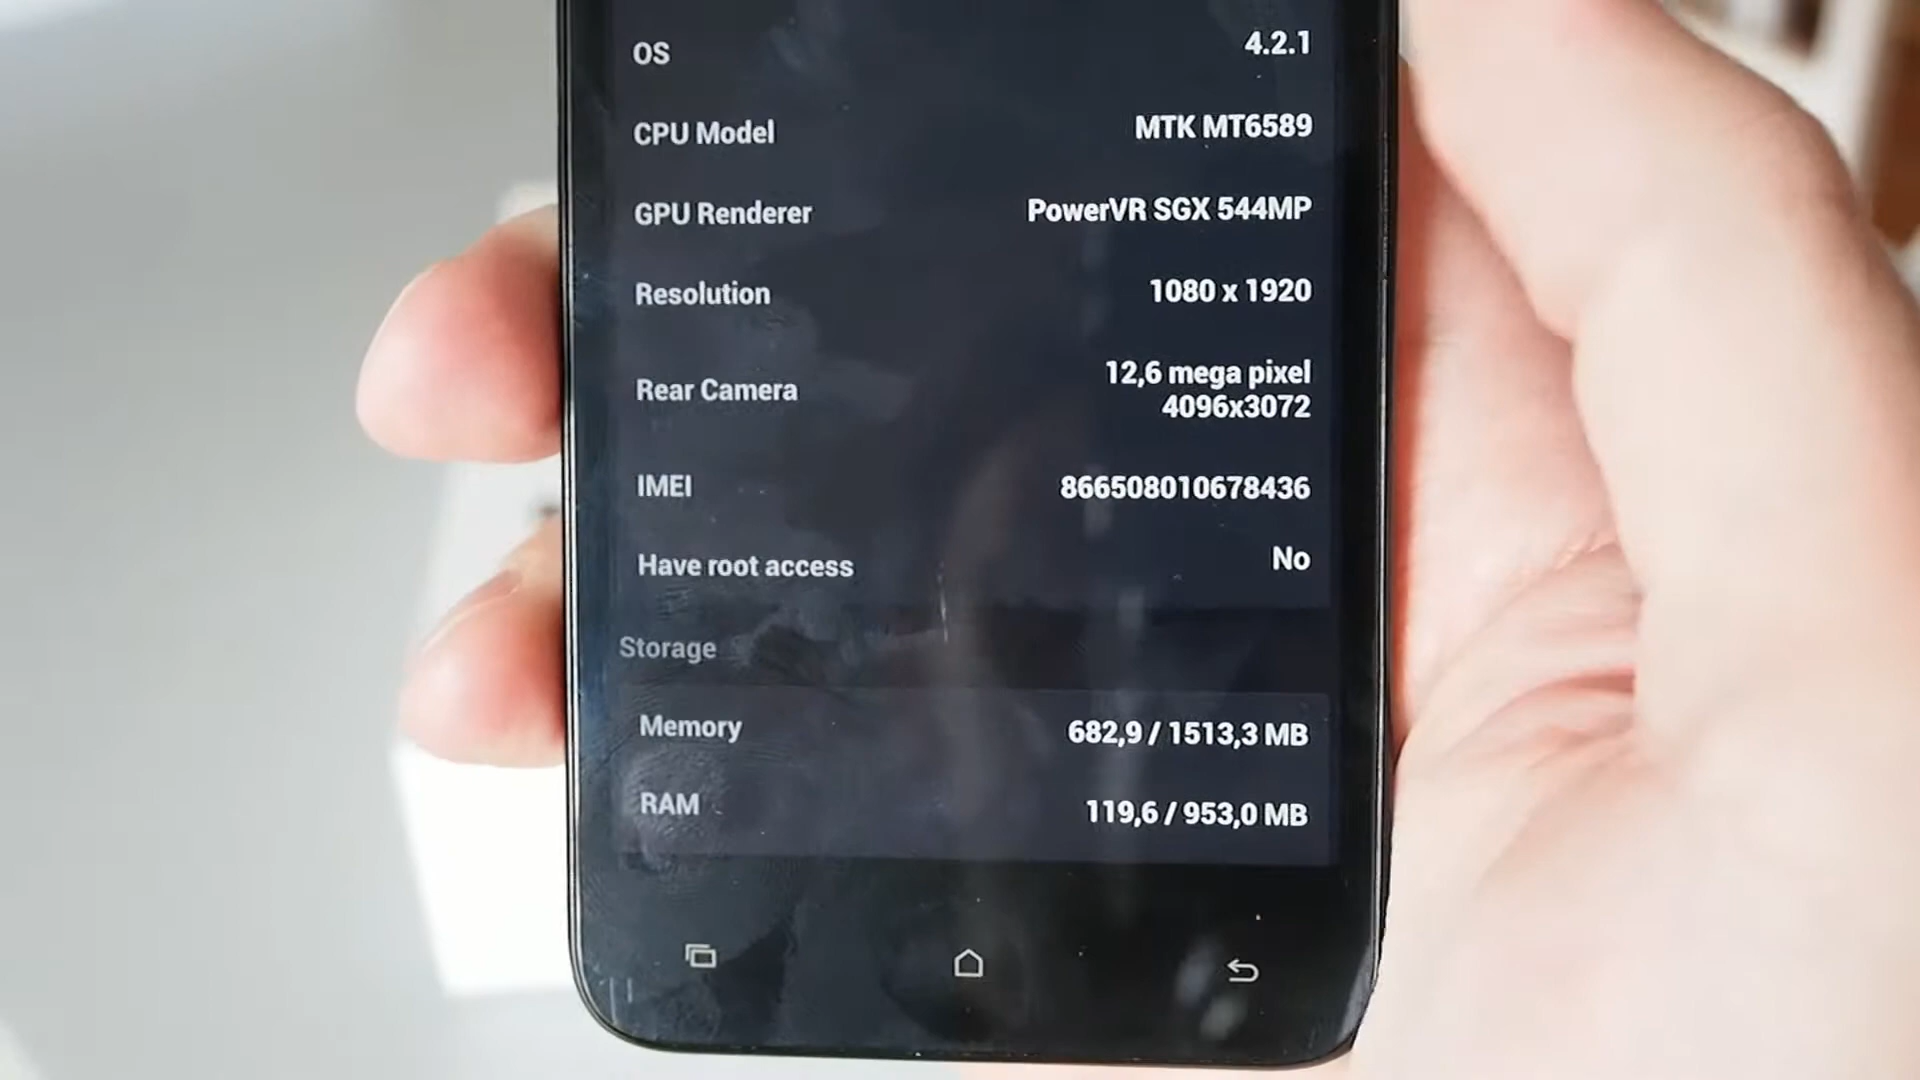 OS 4.2.1
CPU Model MTK MT6589
GPU Renderer PowerVR SGX 544MP
Resolution 1080 x 1920
Rear Camera 12,6 mega pixel
4096x3072
IMEI 866508010678436
Have root access No
Storage
Memory 682,9 / 1513,3 MB
RAM 119,6 / 953,0 MB